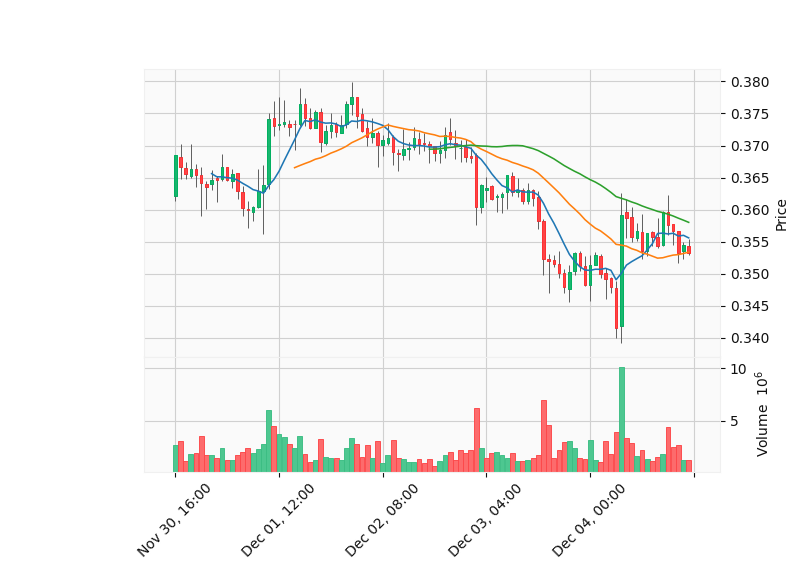 0.380
0.375
0.370
0.365
0.360
0.355
0.350
0.345
0.340
Price
10
5
Volume 10^6
Nov 30, 16:00
Dec 01, 12:00
Dec 02, 08:00
Dec 03, 04:00
Dec 04, 00:00